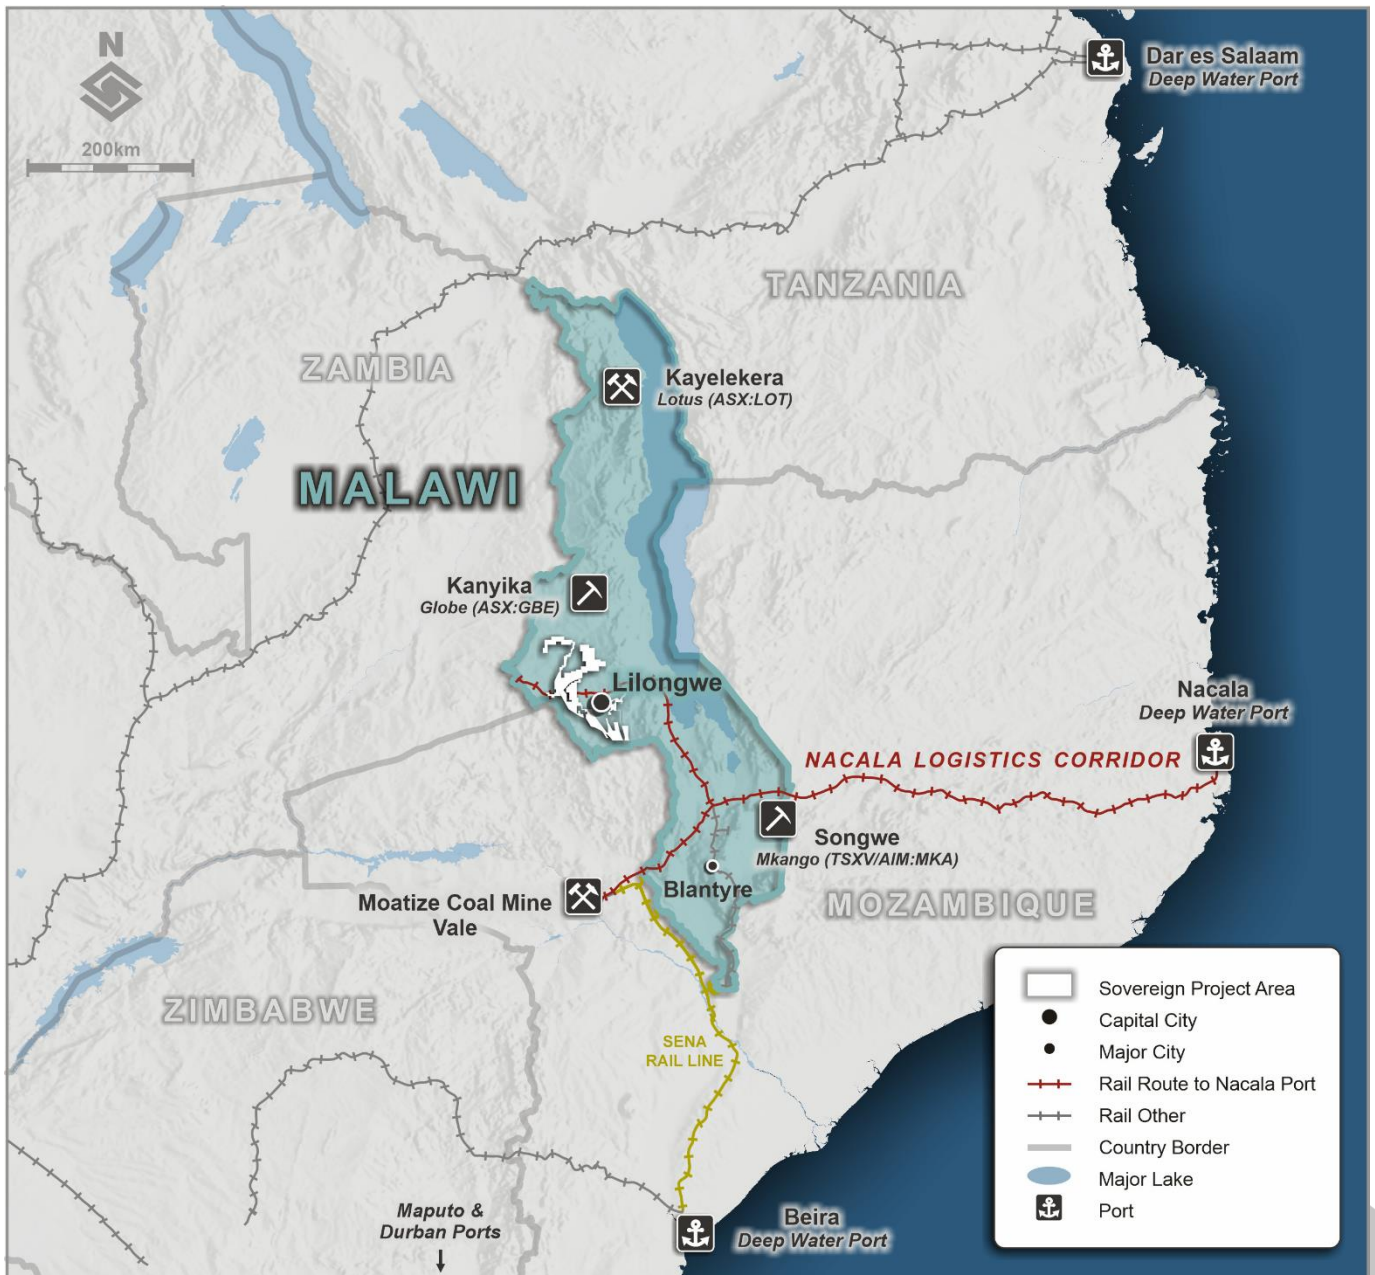 N
200km
Dar es Salaam
Deep Water Port
TANZANIA
ZAMBIA
Kayelekera
Lotus (ASX:LOT)
MALAWI
Kanyika
Globe (ASX:GBE)
Lilongwe
Nacala
Deep Water Port
NACALA LOGISTICS CORRIDOR
Songwe
Mkango (TSXV/AIM:MKA)
Blantyre
Moatize Coal Mine
Vale
MOZAMBIQUE
ZIMBABWE
SENA
RAIL LINE
Maputo &
Durban Ports
Beira
Deep Water Port
Sovereign Project Area
Capital City
Major City
Rail Route to Nacala Port
Rail Other
Country Border
Major Lake
Port